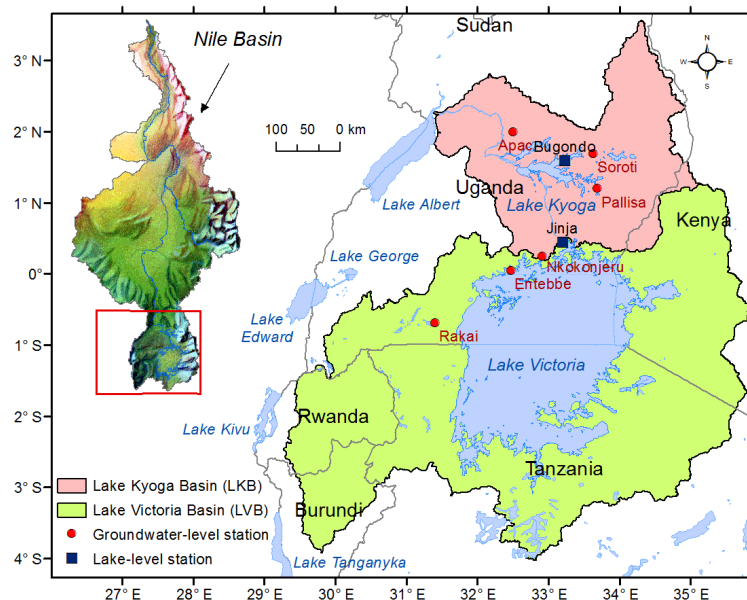 Sudan
Nile Basin
N
W
E
S
3° N
2° N
1° N
0°
1° S
2° S
3° S
4° S
100 0 km
Apac
Bugondo
Soroti
Uganda
Pallisa
Lake Albert
Lake Kyoga
Kenya
Jinja
Lake George
Nkokonjeru
Entebbe
Lake
Edward
Rakai
Lake Victoria
Rwanda
Lake Kivu
Tanzania
Lake Kyoga Basin (LKB)
Lake Victoria Basin (LVB)
Groundwater-level station
Lake-level station
Burundi
Lake Tanganyka
27° E
28° E
29° E
30° E
31° E
32° E
33° E
34° E
35° E